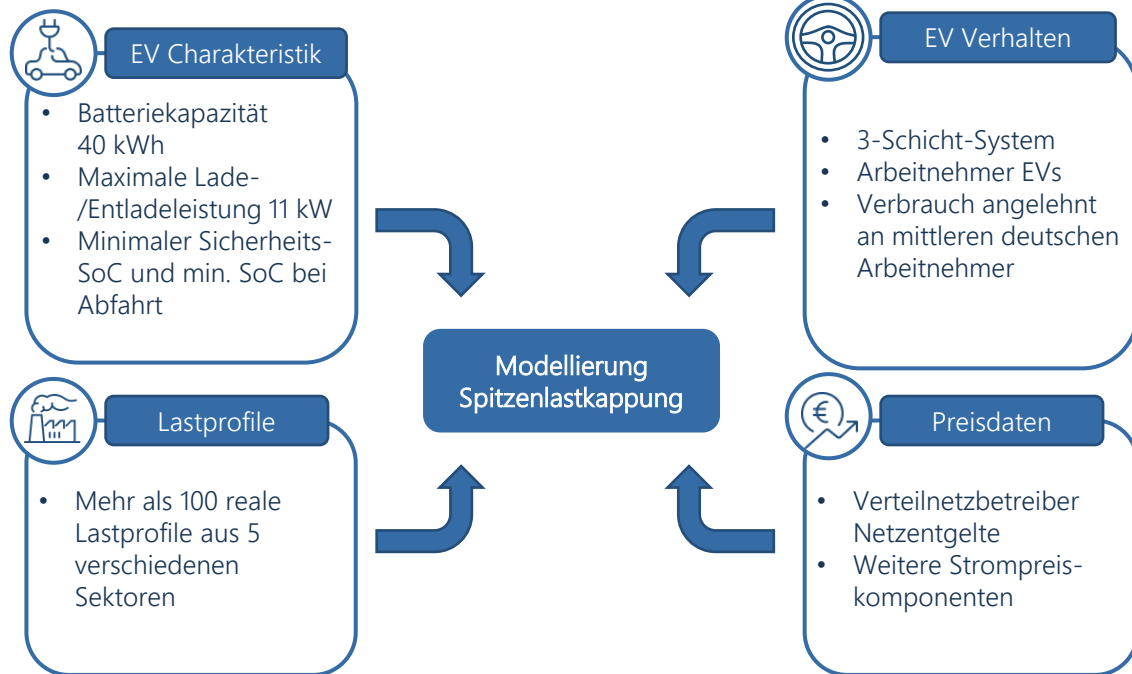 EV Charakteristik
• Batteriekapazität
40 kWh
• Maximale Lade-
/Entladeleistung 11 kW
• Minimaler Sicherheits-
SoC und min. SoC bei
Abfahrt
EV Verhalten
• 3-Schicht-System
• Arbeitnehmer EVs
• Verbrauch angelehnt
an mittleren deutschen
Arbeitnehmer
Modellierung
Spitzenlastkappung
Lastprofile
• Mehr als 100 reale
Lastprofile aus 5
verschiedenen
Sektoren
€
Preisdaten
• Verteilnetzbetreiber
Netzentgelte
• Weitere Strompreis-
komponenten